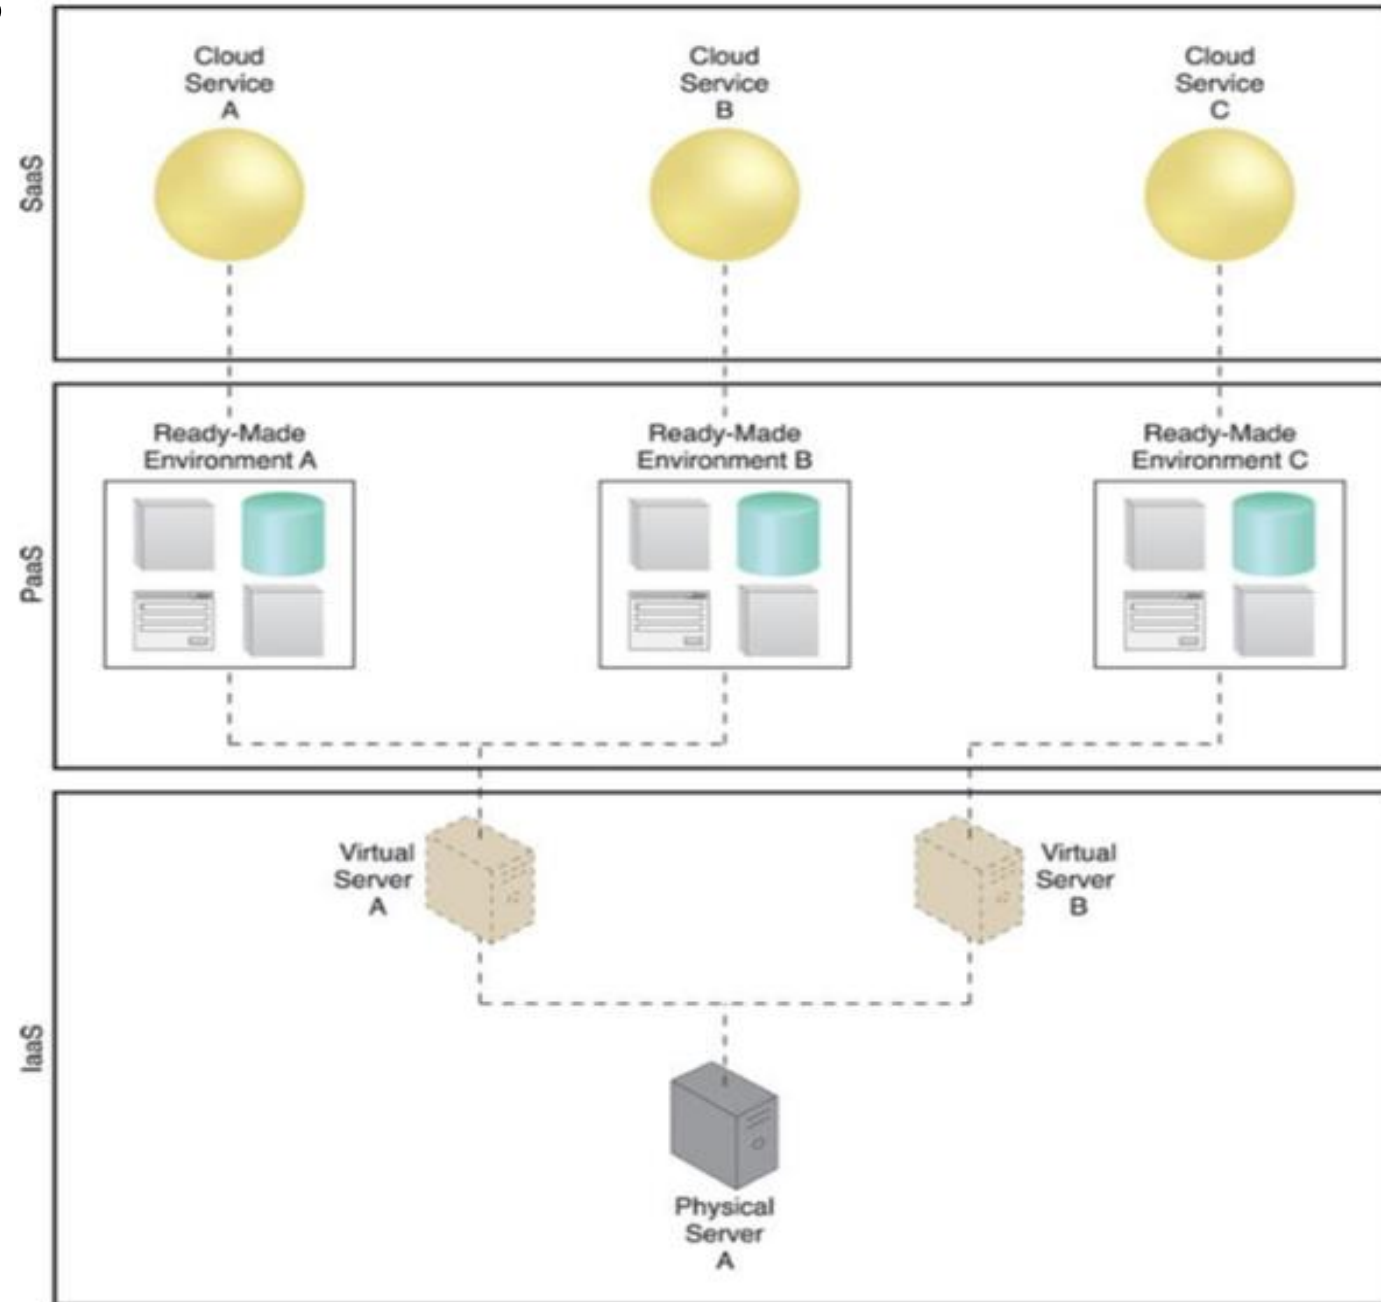 Cloud
Service
A
Cloud
Service
B
Cloud
Service
C
SaaS
Ready-Made
Environment A
Ready-Made
Environment B
Ready-Made
Environment C
PaaS
Virtual
Server
A
Virtual
Server
B
IaaS
Physical
Server
A